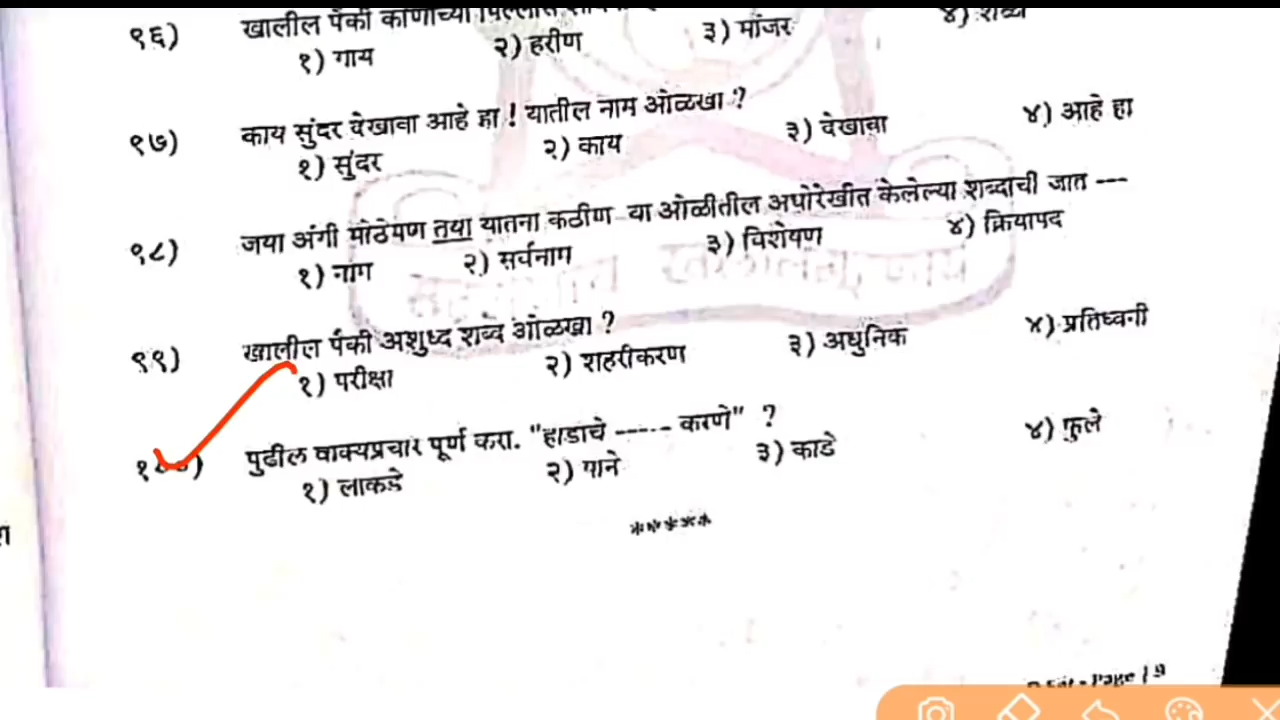 ९६) खालील पैकी कोणाच्या पिल्लास
१) गाय २) हरीण ३) मांजर ४)
९७) काय सुंदर देखावा आहे हा ! यातील नाम ओळखा ?
१) सुंदर २) काय ३) देखावा ४) आहे हा
९८) जया अंगी मोठेपण तया यातना कठीण या ओळीतील अधोरेखीत केलेल्या शब्दाची जात ---
१) नाम २) सर्वनाम ३) विशेषण ४) क्रियापद
९९) खालील पैकी अशुध्द शब्द ओळखा ?
१) परीक्षा २) शहरीकरण ३) अधुनिक ४) प्रतिध्वनी
१००) पुढील वाक्यप्रचार पूर्ण करा. "हाडाचे ----- करणे" ?
१) लाकडे २) पाने ३) काडे ४) फुले
*****